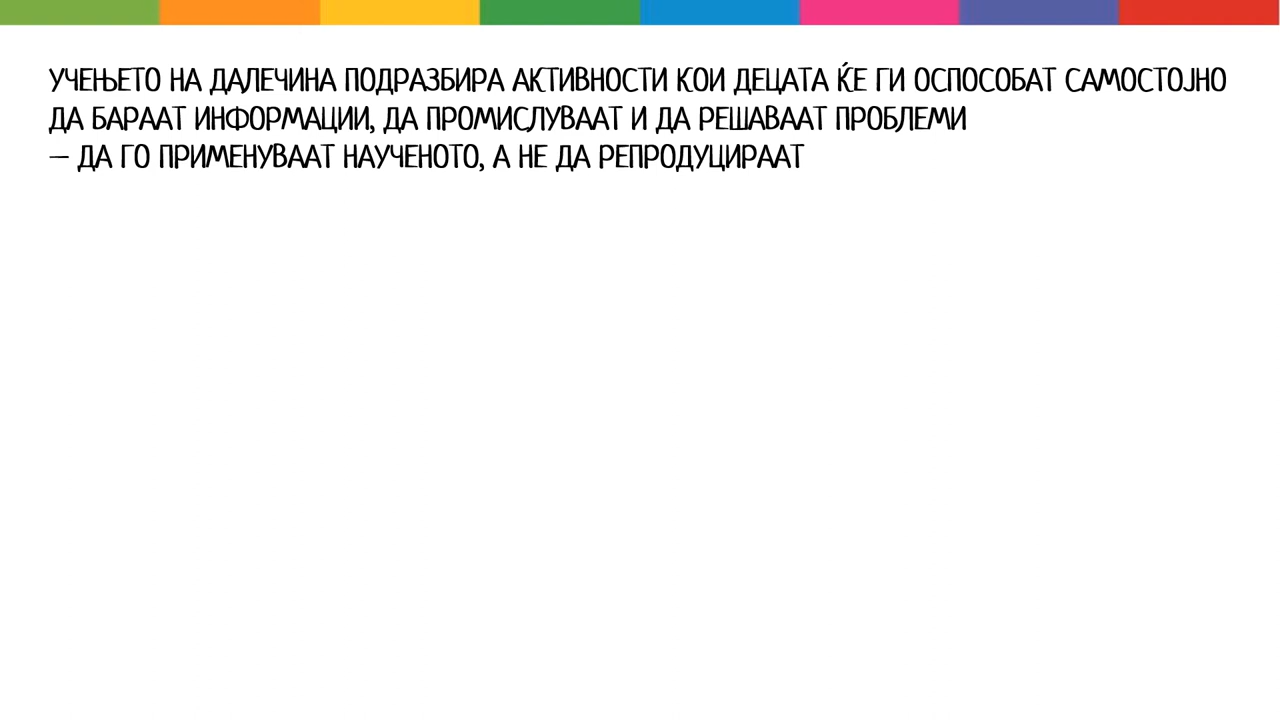 УЧЕЊЕТО НА ДАЛЕЧИНА ПОДРАЗБИРА АКТИВНОСТИ КОИ ДЕЦАТА ЌЕ ГИ ОСПОСОБАТ САМОСТОЈНО
ДА БАРААТ ИНФОРМАЦИИ, ДА ПРОМИСЛУВААТ И ДА РЕШАВААТ ПРОБЛЕМИ
– ДА ГО ПРИМЕНУВААТ НАУЧЕНОТО, А НЕ ДА РЕПРОДУЦИРААТ